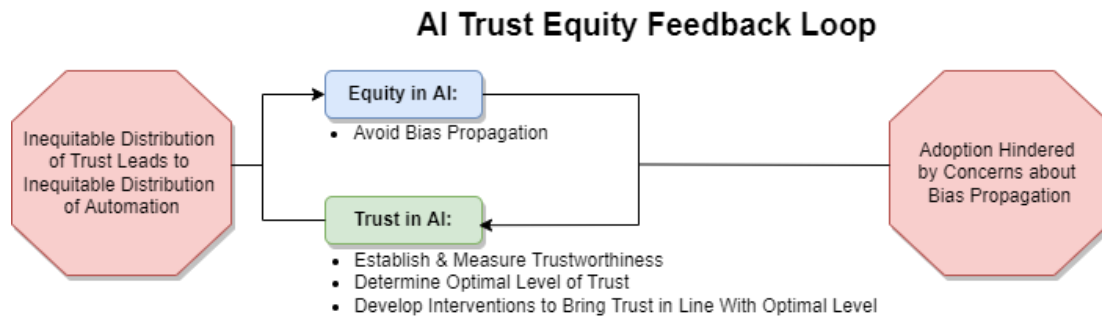 AI Trust Equity Feedback Loop
Inequitable Distribution
of Trust Leads to
Inequitable Distribution
of Automation
Equity in AI:
• Avoid Bias Propagation
Trust in AI:
• Establish & Measure Trustworthiness
• Determine Optimal Level of Trust
• Develop Interventions to Bring Trust in Line With Optimal Level
Adoption Hindered
by Concerns about
Bias Propagation